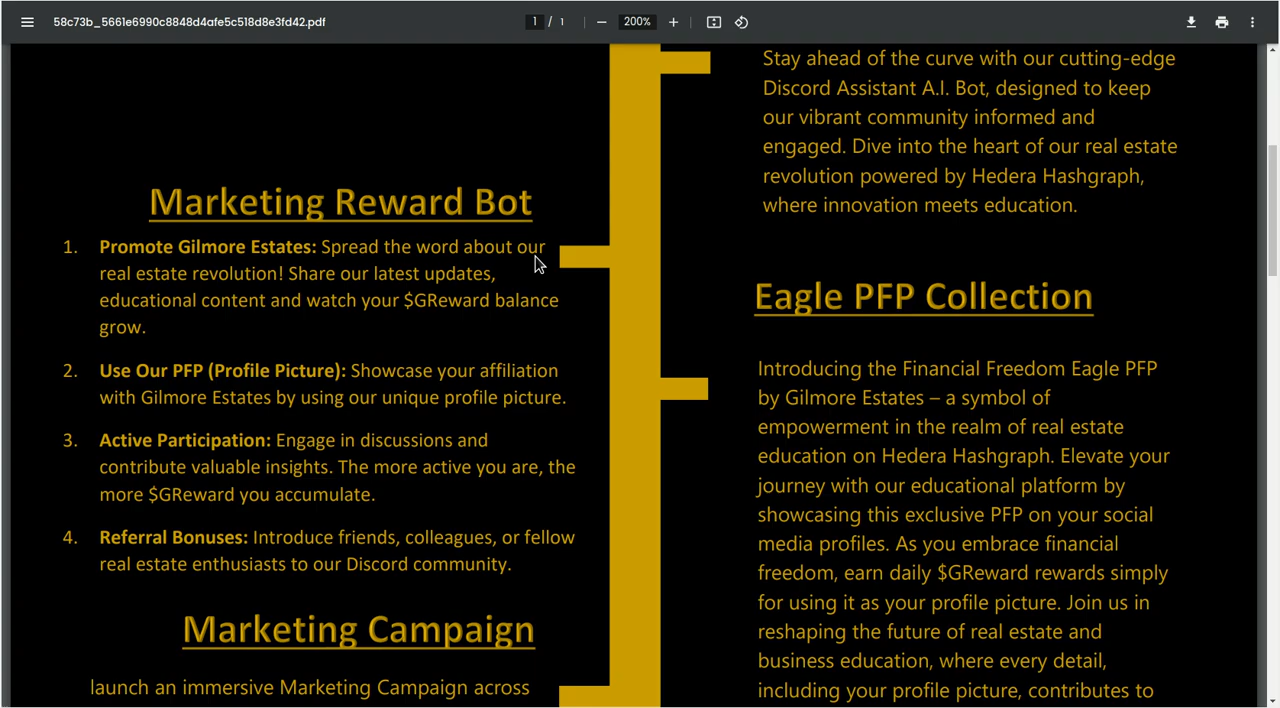 58c73b_5661e6990c8848d4afe5c518d8e3fd42.pdf
1 / 1
200%
Marketing Reward Bot
1. Promote Gilmore Estates: Spread the word about our
real estate revolution! Share our latest updates,
educational content and watch your $GReward balance
grow.
2. Use Our PFP (Profile Picture): Showcase your affiliation
with Gilmore Estates by using our unique profile picture.
3. Active Participation: Engage in discussions and
contribute valuable insights. The more active you are, the
more $GReward you accumulate.
4. Referral Bonuses: Introduce friends, colleagues, or fellow
real estate enthusiasts to our Discord community.
Marketing Campaign
launch an immersive Marketing Campaign across
Stay ahead of the curve with our cutting-edge
Discord Assistant A.I. Bot, designed to keep
our vibrant community informed and
engaged. Dive into the heart of our real estate
revolution powered by Hedera Hashgraph,
where innovation meets education.
Eagle PFP Collection
Introducing the Financial Freedom Eagle PFP
by Gilmore Estates – a symbol of
empowerment in the realm of real estate
education on Hedera Hashgraph. Elevate your
journey with our educational platform by
showcasing this exclusive PFP on your social
media profiles. As you embrace financial
freedom, earn daily $GReward rewards simply
for using it as your profile picture. Join us in
reshaping the future of real estate and
business education, where every detail,
including your profile picture, contributes to